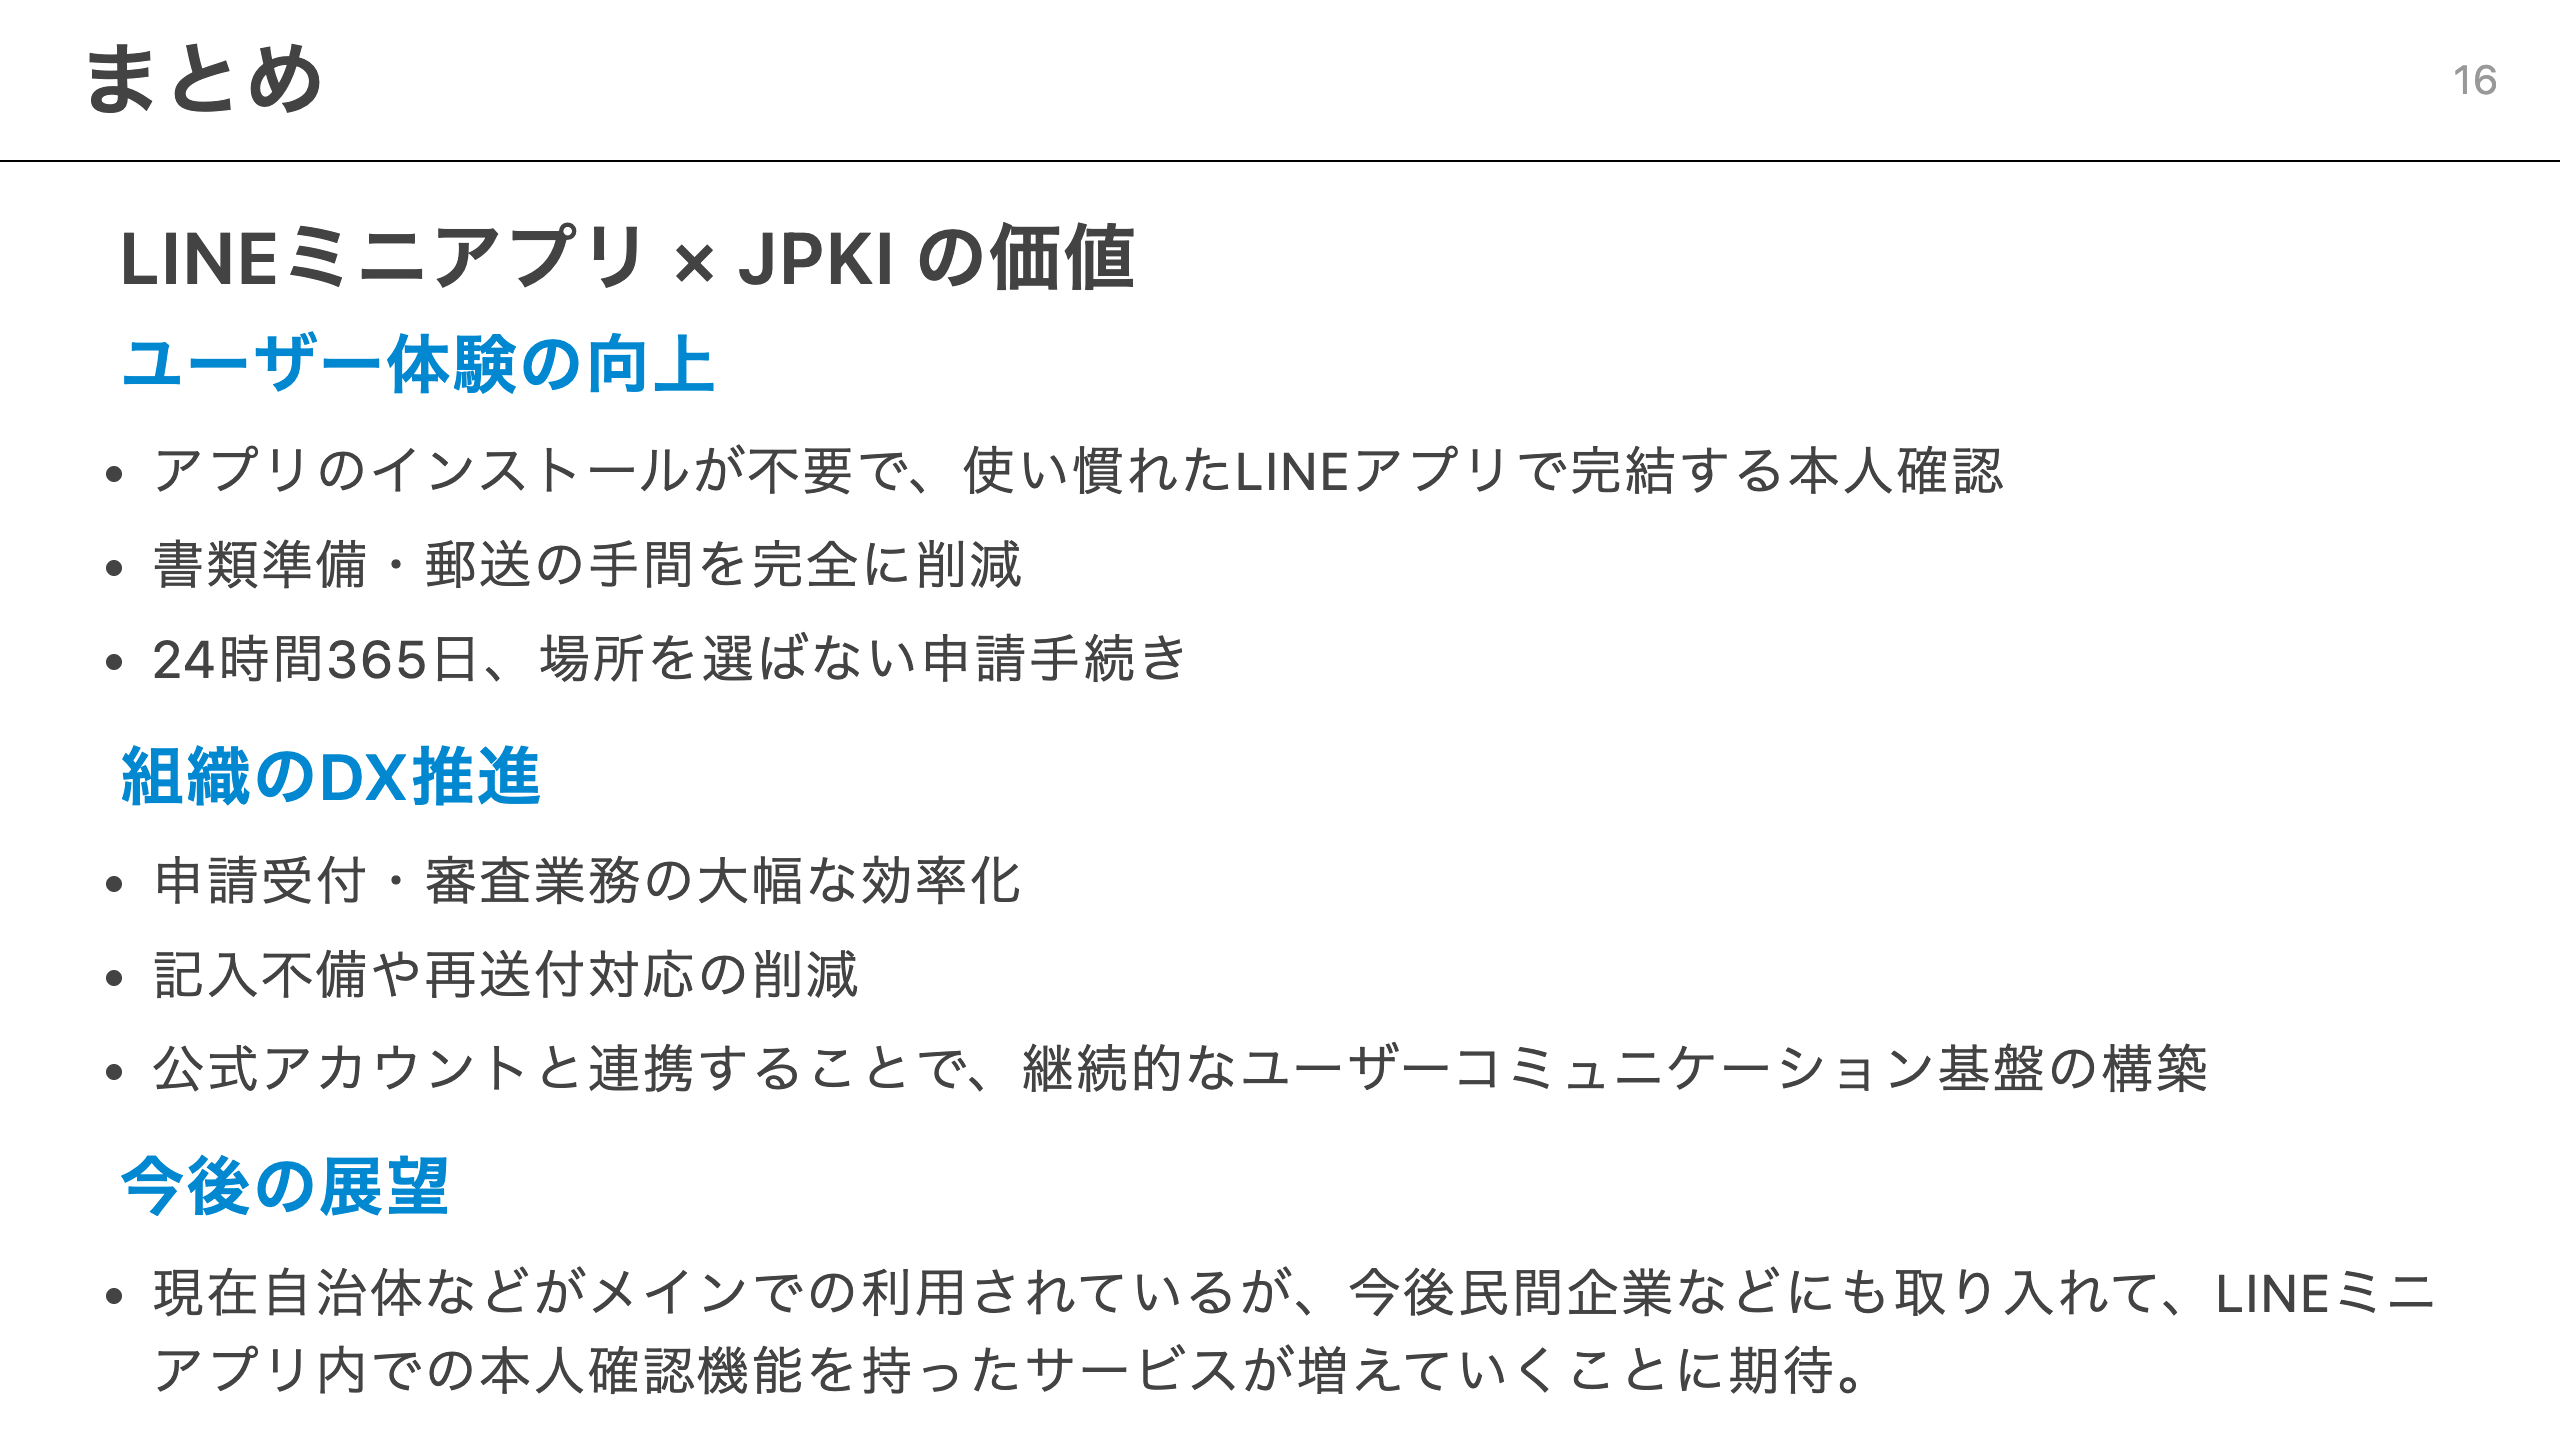 まとめ
16
LINEミニアプリ × JPKI の価値
ユーザー体験の向上
• アプリのインストールが不要で、使い慣れたLINEアプリで完結する本人確認
• 書類準備・郵送の手間を完全に削減
• 24時間365日、場所を選ばない申請手続き
組織のDX推進
• 申請受付・審査業務の大幅な効率化
• 記入不備や再送付対応の削減
• 公式アカウントと連携することで、継続的なユーザーコミュニケーション基盤の構築
今後の展望
• 現在自治体などがメインでの利用されているが、今後民間企業などにも取り入れて、LINEミニ
アプリ内での本人確認機能を持ったサービスが増えていくことに期待。